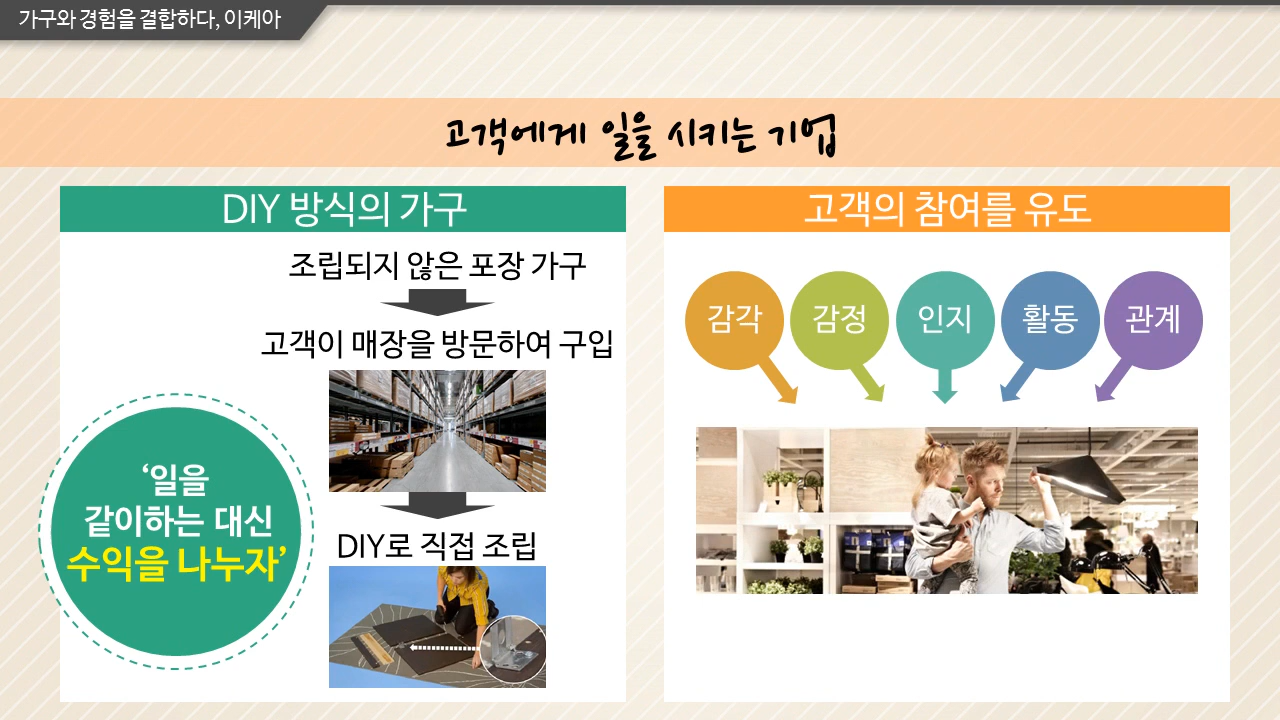 가구와 경험을 결합하다, 이케아
고객에게 일을 시키는 기업
DIY 방식의 가구
조립되지 않은 포장 가구
고객이 매장을 방문하여 구입
‘일을
같이하는 대신
수익을 나누자’
DIY로 직접 조립
고객의 참여를 유도
감각
감정
인지
활동
관계